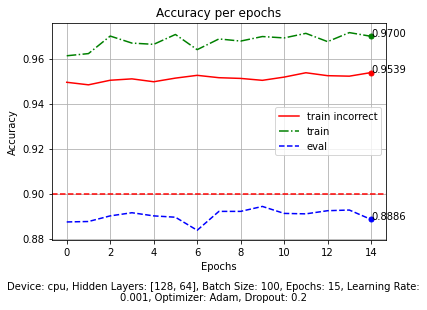 Accuracy per epochs
0.9700
0.9539
0.96
0.94
0.92
0.90
0.88
Accuracy
train incorrect
train
eval
0.8886
0 2 4 6 8 10 12 14
Epochs
Device: cpu, Hidden Layers: [128, 64], Batch Size: 100, Epochs: 15, Learning Rate:
0.001, Optimizer: Adam, Dropout: 0.2